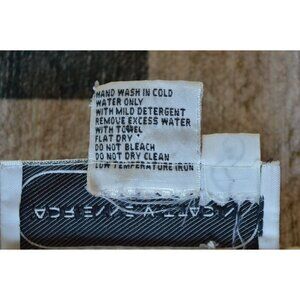 HAND WASH IN COLD
WATER ONLY
WITH MILD DETERGENT
REMOVE EXCESS WATER
WITH TOWEL
FLAT DRY
DO NOT BLEACH
DO NOT DRY CLEAN
LOW TEMPERATURE IRON